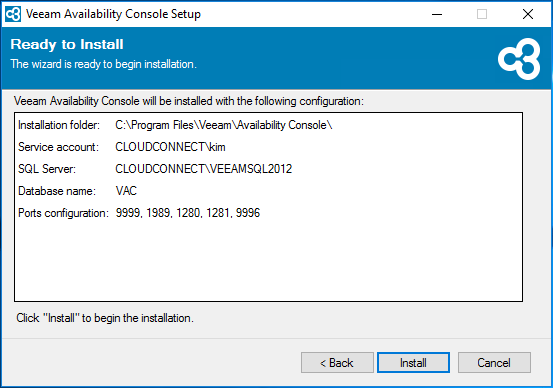 Veeam Availability Console Setup
Ready to Install
The wizard is ready to begin installation.
Veeam Availability Console will be installed with the following configuration:
Installation folder: C:\Program Files\Veeam\Availability Console\
Service account: CLOUDCONNECT\kim
SQL Server: CLOUDCONNECT\VEEAMSQL2012
Database name: VAC
Ports configuration: 9999, 1989, 1280, 1281, 9996
Click "Install" to begin the installation.
< Back Install Cancel